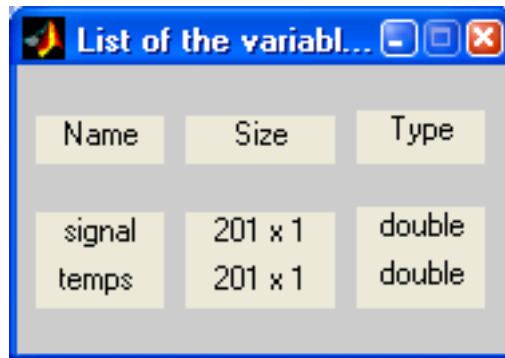 List of the variabl...
Name Size Type
signal 201 x 1 double
temps 201 x 1 double